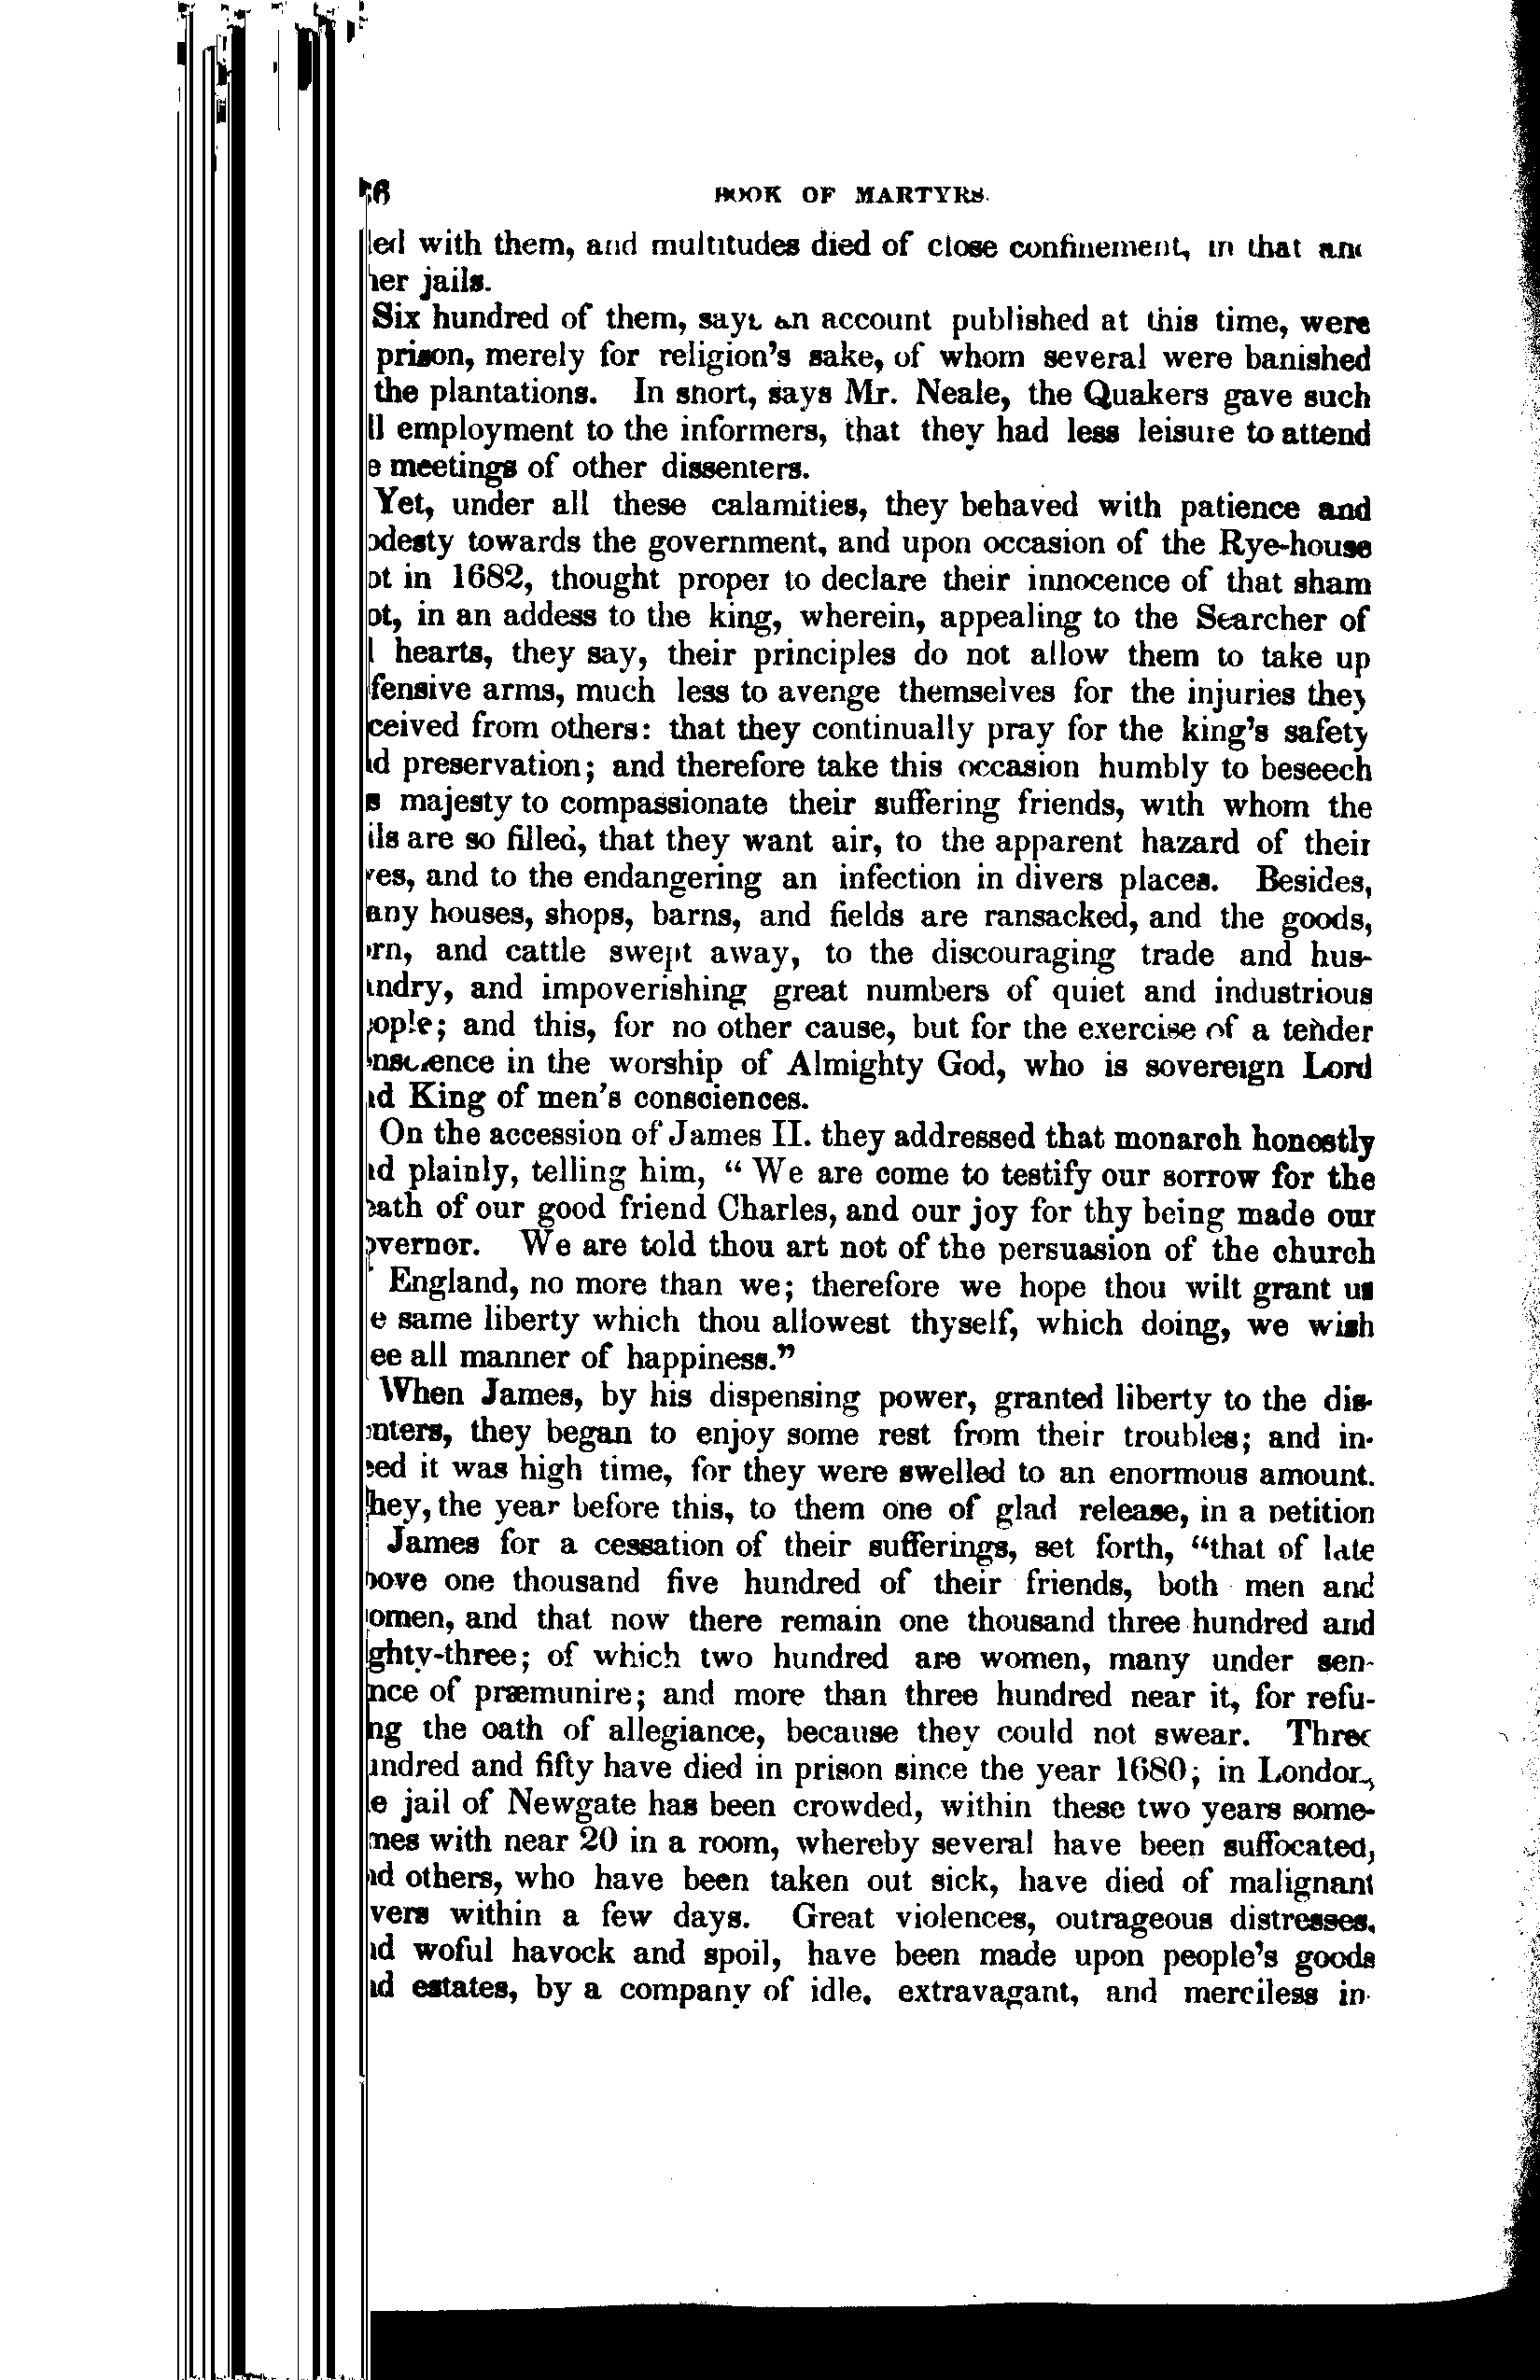 6 BOOK OF MARTYRS.
led with them, and multitudes died of close confinement, in that
her jails.
Six hundred of them, says an account published at this time, were
prison, merely for religion's sake, of whom several were banished
the plantations. In short, says Mr. Neale, the Quakers gave such
ll employment to the informers, that they had less leisure to attend
e meetings of other dissenters.
Yet, under all these calamities, they behaved with patience and
odesty towards the government, and upon occasion of the Rye-house
ot in 1682, thought proper to declare their innocence of that sham
ot, in an addess to the king, wherein, appealing to the Searcher of
l hearts, they say, their principles do not allow them to take up
fensive arms, much less to avenge themselves for the injuries they
ceived from others: that they continually pray for the king's safety
d preservation; and therefore take this occasion humbly to beseech
s majesty to compassionate their suffering friends, with whom the
ils are so filled, that they want air, to the apparent hazard of their
ves, and to the endangering an infection in divers places. Besides,
any houses, shops, barns, and fields are ransacked, and the goods,
rn, and cattle swept away, to the discouraging trade and hus-
ndry, and impoverishing great numbers of quiet and industrious
ople; and this, for no other cause, but for the exercise of a tender
nscience in the worship of Almighty God, who is sovereign Lord
d King of men's consciences.
On the accession of James II. they addressed that monarch honestly
d plainly, telling him, “ We are come to testify our sorrow for the
eath of our good friend Charles, and our joy for thy being made our
overnor. We are told thou art not of the persuasion of the church
England, no more than we; therefore we hope thou wilt grant us
e same liberty which thou allowest thyself, which doing, we wish
ee all manner of happiness.”
When James, by his dispensing power, granted liberty to the dis-
enters, they began to enjoy some rest from their troubles; and in-
eed it was high time, for they were swelled to an enormous amount.
hey, the year before this, to them one of glad release, in a petition
James for a cessation of their sufferings, set forth, “that of late
bove one thousand five hundred of their friends, both men and
omen, and that now there remain one thousand three hundred and
ghty-three; of which two hundred are women, many under sen-
nce of præmunire; and more than three hundred near it, for refu-
ng the oath of allegiance, because they could not swear. Three
undred and fifty have died in prison since the year 1680; in London,
e jail of Newgate has been crowded, within these two years some-
mes with near 20 in a room, whereby several have been suffocated,
nd others, who have been taken out sick, have died of malignant
vers within a few days. Great violences, outrageous distresses,
d woful havock and spoil, have been made upon people's goods
nd estates, by a company of idle, extravagant, and merciless in-